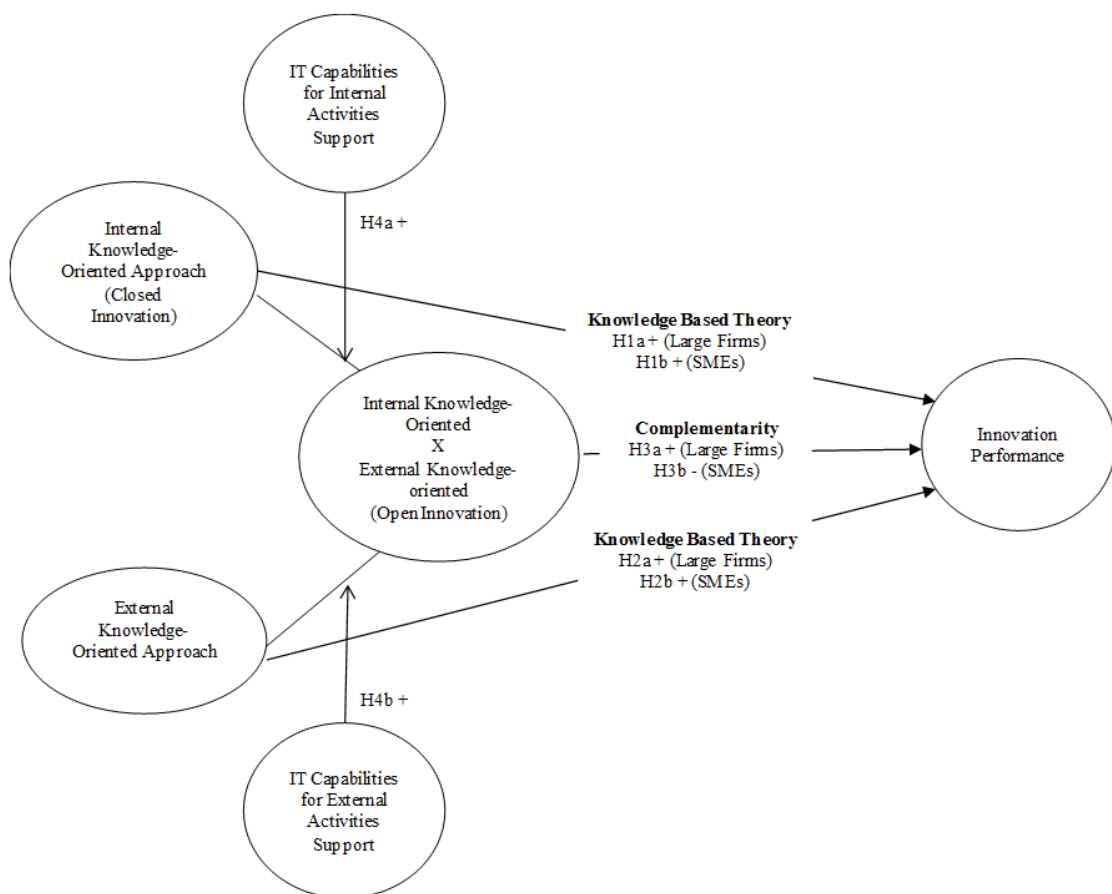 IT Capabilities
for Internal
Activities
Support
H4a +
Internal
Knowledge-
Oriented Approach
(Closed
Innovation)
Knowledge Based Theory
H1a + (Large Firms)
H1b + (SMEs)
Internal Knowledge-
Oriented
X
External Knowledge-
oriented
(Open Innovation)
Complementarity
H3a + (Large Firms)
H3b - (SMEs)
Innovation
Performance
Knowledge Based Theory
H2a + (Large Firms)
H2b + (SMEs)
External
Knowledge-
Oriented Approach
H4b +
IT Capabilities
for External
Activities
Support